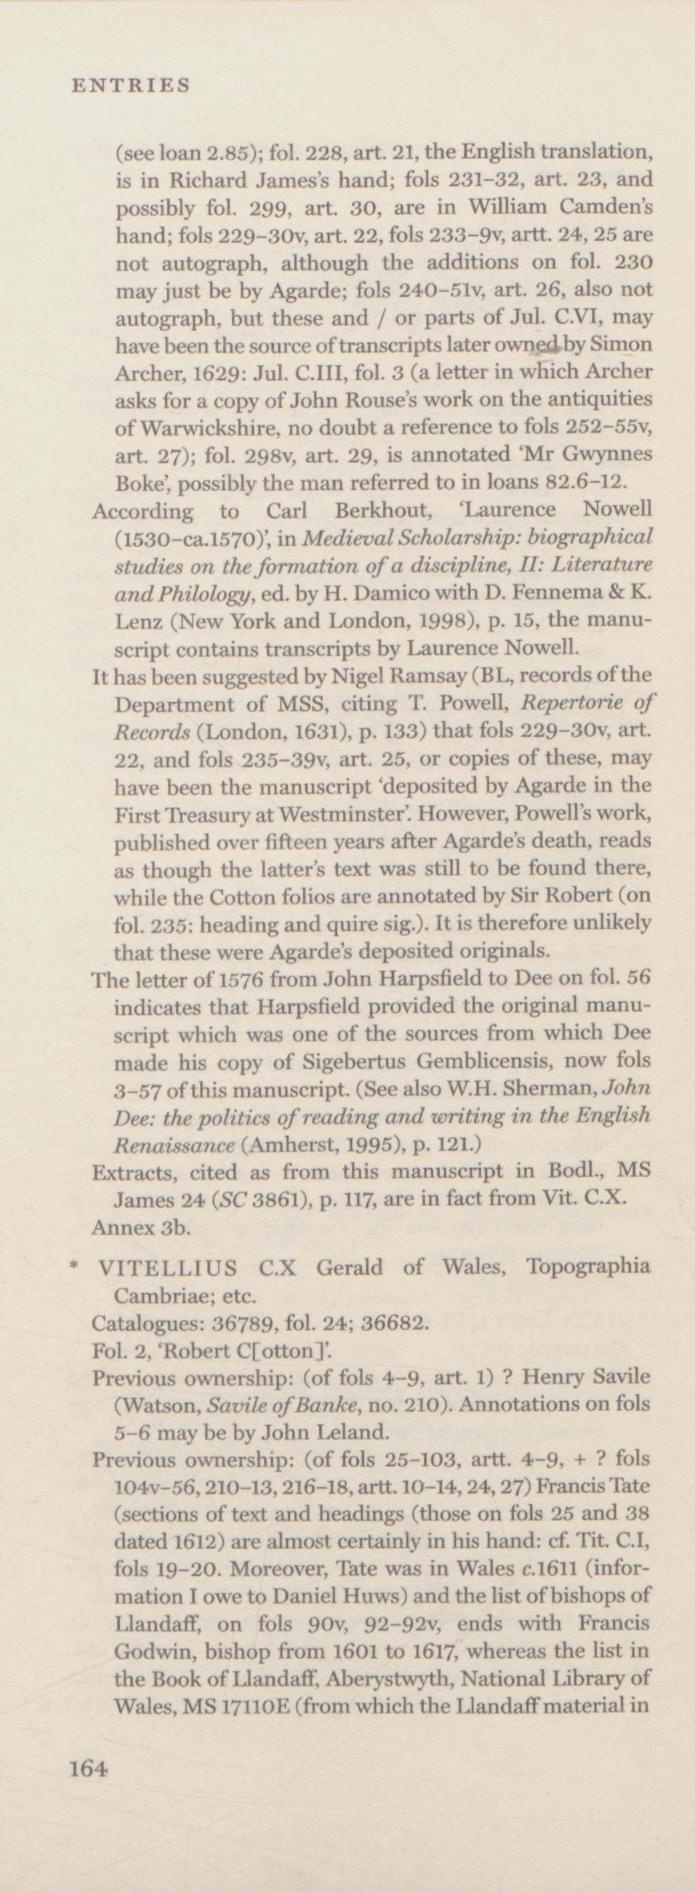 ENTRIES
(see loan 2.85); fol. 228, art. 21, the English translation,
is in Richard James's hand; fols 231–32, art. 23, and
possibly fol. 299, art. 30, are in William Camden's
hand; fols 229–30v, art. 22, fols 233–9v, artt. 24, 25 are
not autograph, although the additions on fol. 230
may just be by Agarde; fols 240–51v, art. 26, also not
autograph, but these and / or parts of Jul. C.VI, may
have been the source of transcripts later owned by Simon
Archer, 1629: Jul. C.III, fol. 3 (a letter in which Archer
asks for a copy of John Rouse's work on the antiquities
of Warwickshire, no doubt a reference to fols 252–55v,
art. 27); fol. 298v, art. 29, is annotated 'Mr Gwynnes
Boke', possibly the man referred to in loans 82.6–12.
According to Carl Berkhout, 'Laurence Nowell
(1530–ca.1570)', in Medieval Scholarship: biographical
studies on the formation of a discipline, II: Literature
and Philology, ed. by H. Damico with D. Fennema & K.
Lenz (New York and London, 1998), p. 15, the manu-
script contains transcripts by Laurence Nowell.
It has been suggested by Nigel Ramsay (BL, records of the
Department of MSS, citing T. Powell, Repertorie of
Records (London, 1631), p. 133) that fols 229–30v, art.
22, and fols 235–39v, art. 25, or copies of these, may
have been the manuscript 'deposited by Agarde in the
First Treasury at Westminster'. However, Powell's work,
published over fifteen years after Agarde's death, reads
as though the latter's text was still to be found there,
while the Cotton folios are annotated by Sir Robert (on
fol. 235: heading and quire sig.). It is therefore unlikely
that these were Agarde's deposited originals.
The letter of 1576 from John Harpsfield to Dee on fol. 56
indicates that Harpsfield provided the original manu-
script which was one of the sources from which Dee
made his copy of Sigebertus Gemblicensis, now fols
3–57 of this manuscript. (See also W.H. Sherman, John
Dee: the politics of reading and writing in the English
Renaissance (Amherst, 1995), p. 121.)
Extracts, cited as from this manuscript in Bodl., MS
James 24 (SC 3861), p. 117, are in fact from Vit. C.X.
Annex 3b.
* VITELLIUS C.X Gerald of Wales, Topographia
Cambriae; etc.
Catalogues: 36789, fol. 24; 36682.
Fol. 2, 'Robert C[otton]'.
Previous ownership: (of fols 4–9, art. 1) ? Henry Savile
(Watson, Savile of Banke, no. 210). Annotations on fols
5–6 may be by John Leland.
Previous ownership: (of fols 25–103, artt. 4–9, + ? fols
104v–56, 210–13, 216–18, artt. 10–14, 24, 27) Francis Tate
(sections of text and headings (those on fols 25 and 38
dated 1612) are almost certainly in his hand: cf. Tit. C.I,
fols 19–20. Moreover, Tate was in Wales c.1611 (infor-
mation I owe to Daniel Huws) and the list of bishops of
Llandaff, on fols 90v, 92–92v, ends with Francis
Godwin, bishop from 1601 to 1617, whereas the list in
the Book of Llandaff, Aberystwyth, National Library of
Wales, MS 17110E (from which the Llandaff material in
164